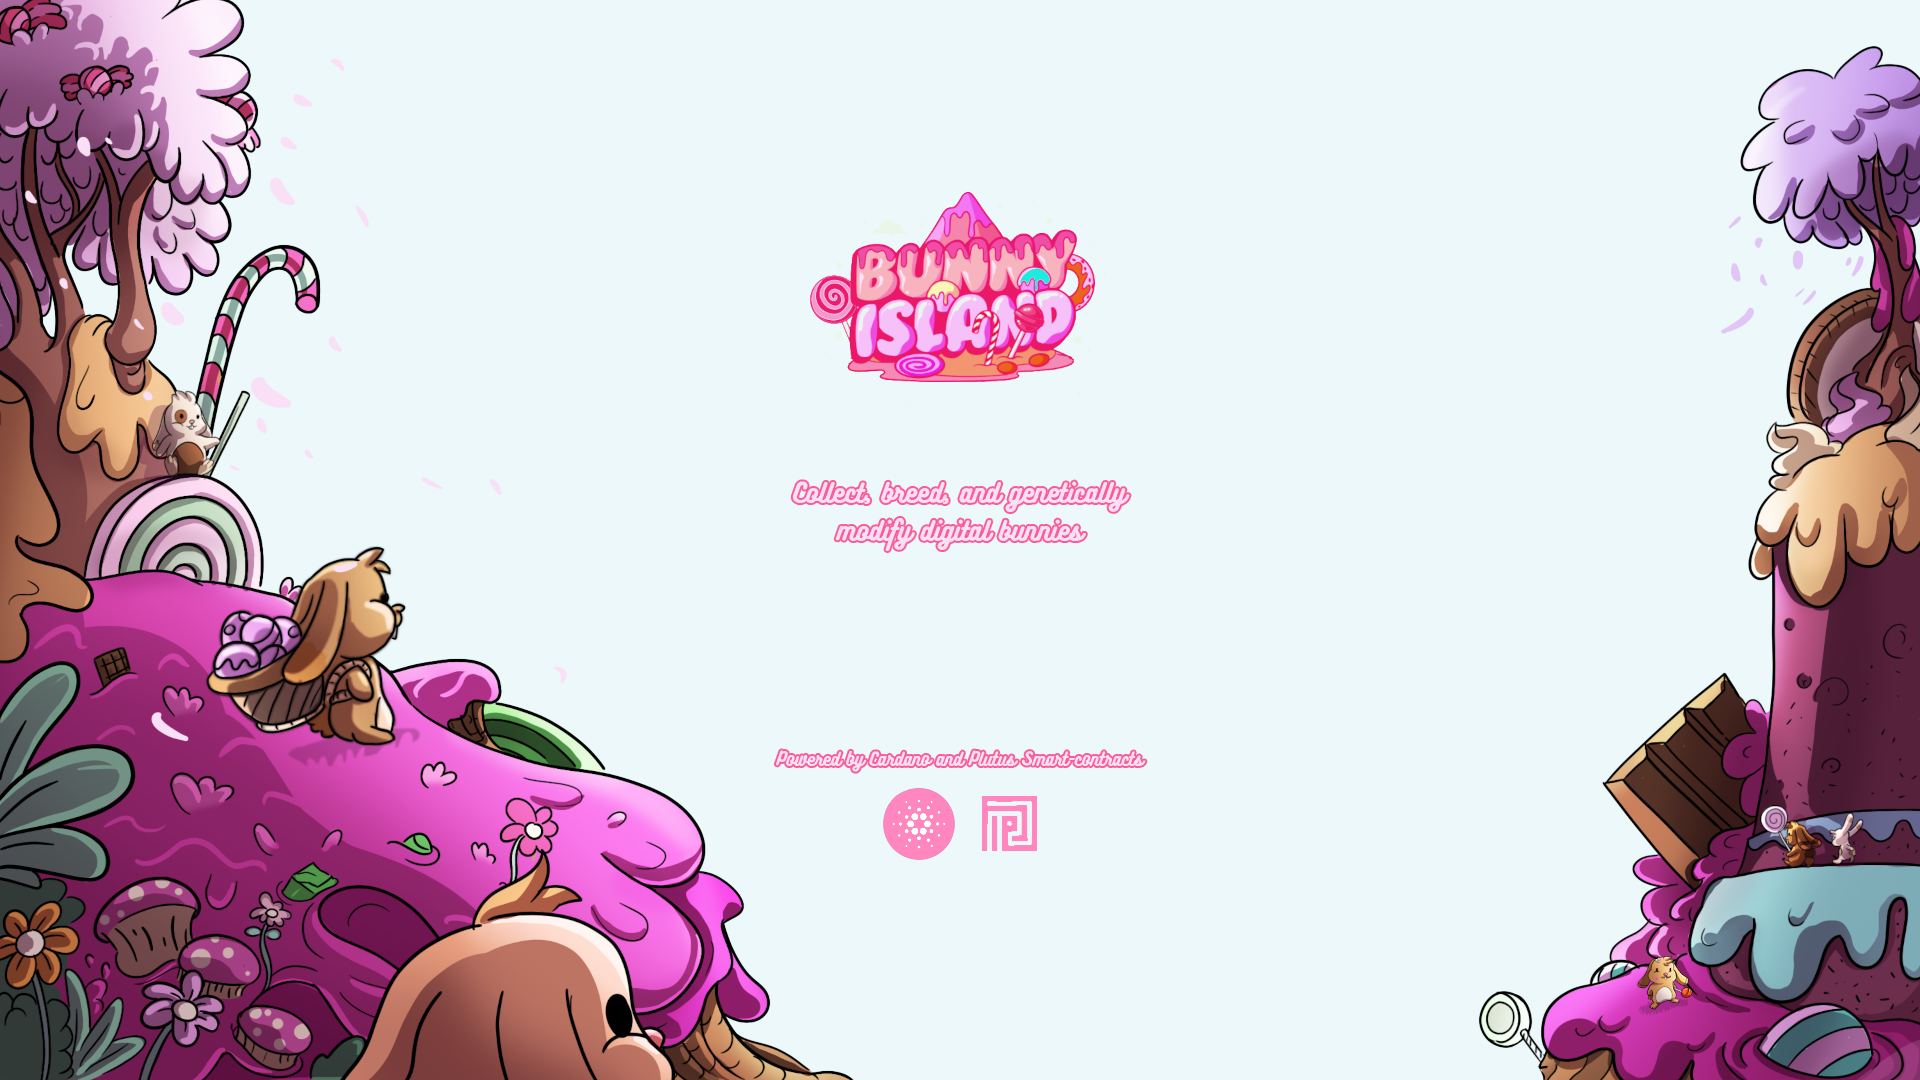 BUNNY
ISLAND
Collect, breed, and genetically
modify digital bunnies
Powered by Cardano and Plutus Smart-contracts